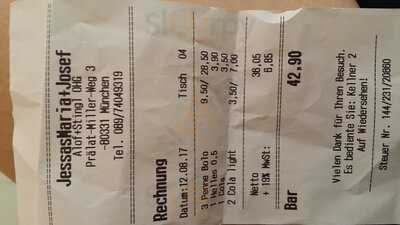 JessasMaria+Josef
Alof+Stingl OHG
Prälat-Miller-Weg 3
-80331 München
Tel. 089/74049319
Rechnung
Datum:12.08.17 Tisch 04
3 Penne Bolo 9,50/ 28,50
1 Helles 0.5 3,90
1 Cola 3,50
2 Cola light 3,50/ 7,00
Netto 36,05
+ 19% MwSt: 6,85
Bar 42,90
Vielen Dank für Ihren Besuch.
Es bediente Sie: Kellner 2
Auf Wiedersehen!
Steuer Nr. 144/231/20860